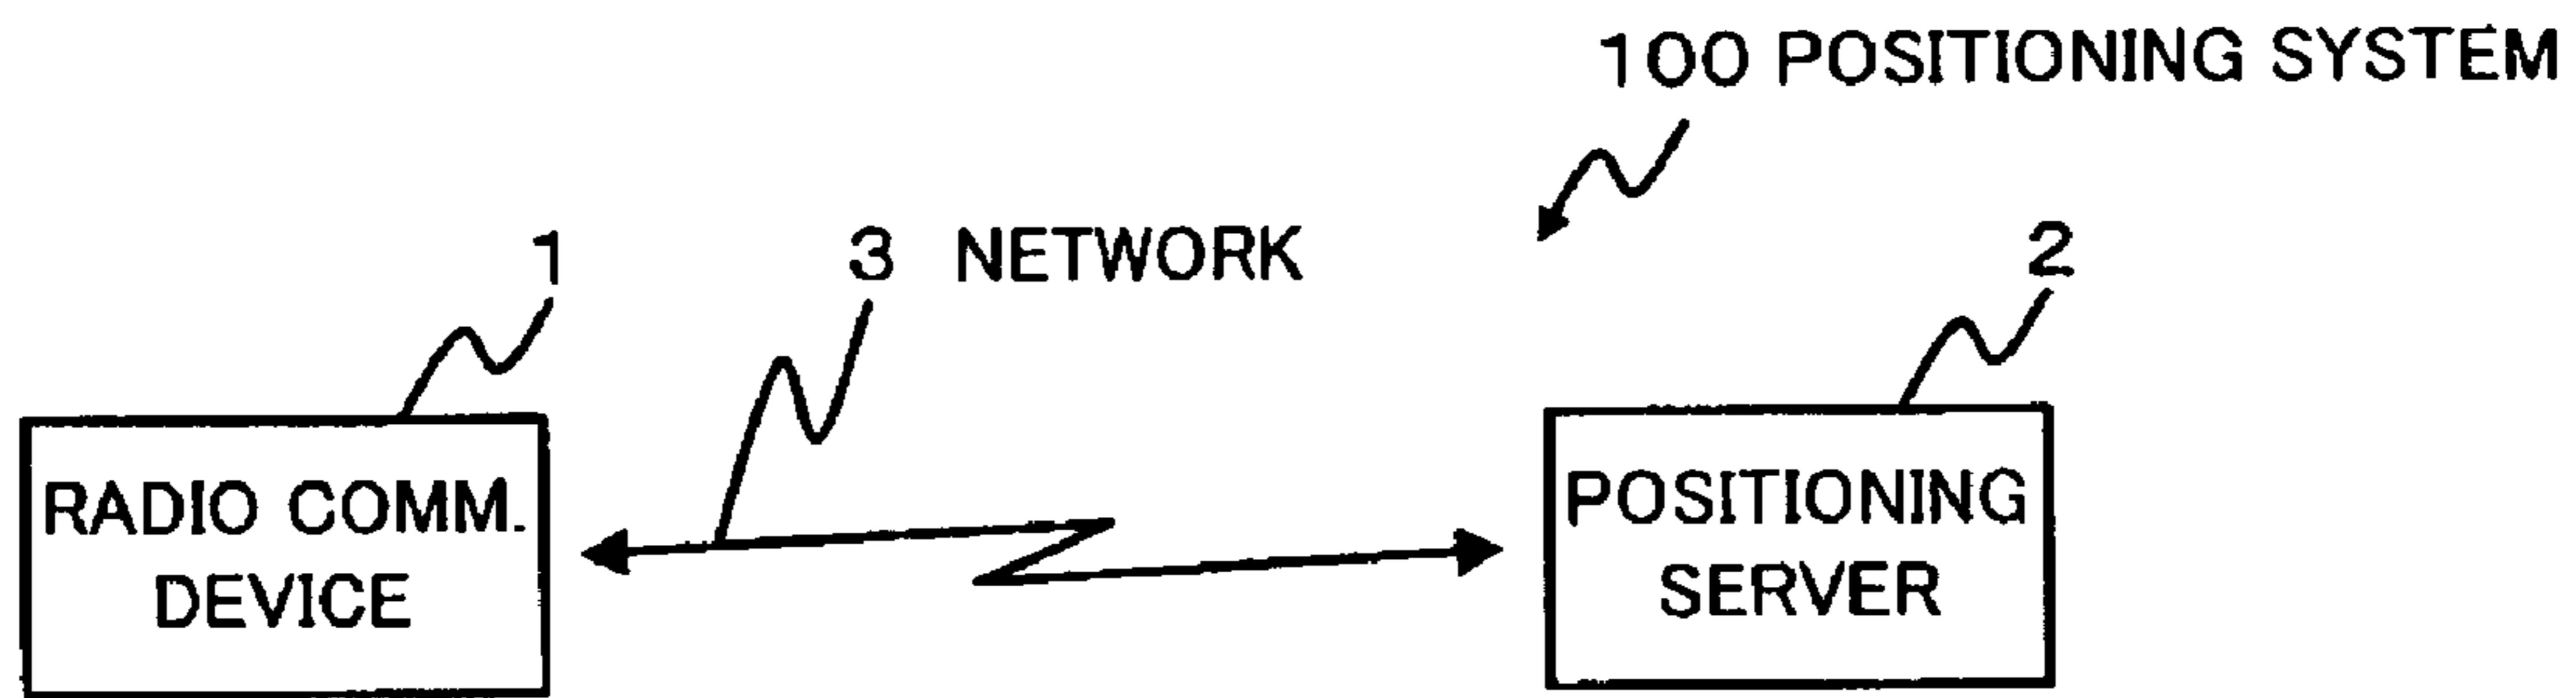 100 POSITIONING SYSTEM
1
3 NETWORK
2
RADIO COMM.
DEVICE
POSITIONING
SERVER